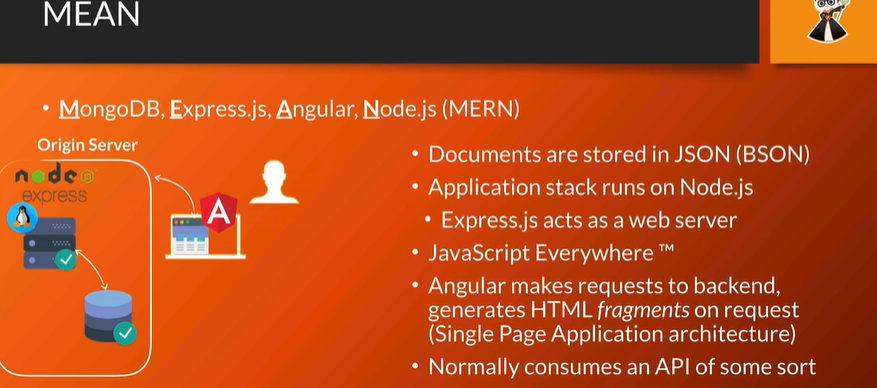 MEAN
• MongoDB, Express.js, Angular, Node.js (MERN)
Origin Server
node
JS
express
A
• Documents are stored in JSON (BSON)
• Application stack runs on Node.js
• Express.js acts as a web server
• JavaScript Everywhere ™
• Angular makes requests to backend,
generates HTML fragments on request
(Single Page Application architecture)
• Normally consumes an API of some sort